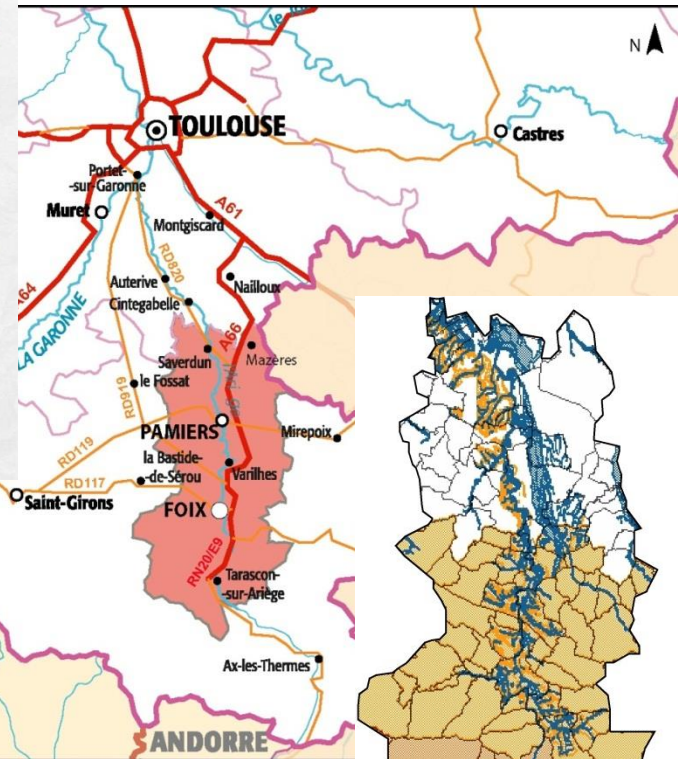 N
TOULOUSE
Castres
Portet-
-sur-Garonne
Muret
A61
Montgiscard
RD820
A64
Auterive
Nailloux
Cintegabelle
LA GARONNE
A66
Saverdun
Mazères
le Fossat
RD919
PAMIERS
Mirepoix
RD119
la Bastide-
-de-Sérou
Varilhes
RD117
Saint-Girons
FOIX
RN20/E9
Tarascon-
-sur-Ariège
Ax-les-Thermes
ANDORRE